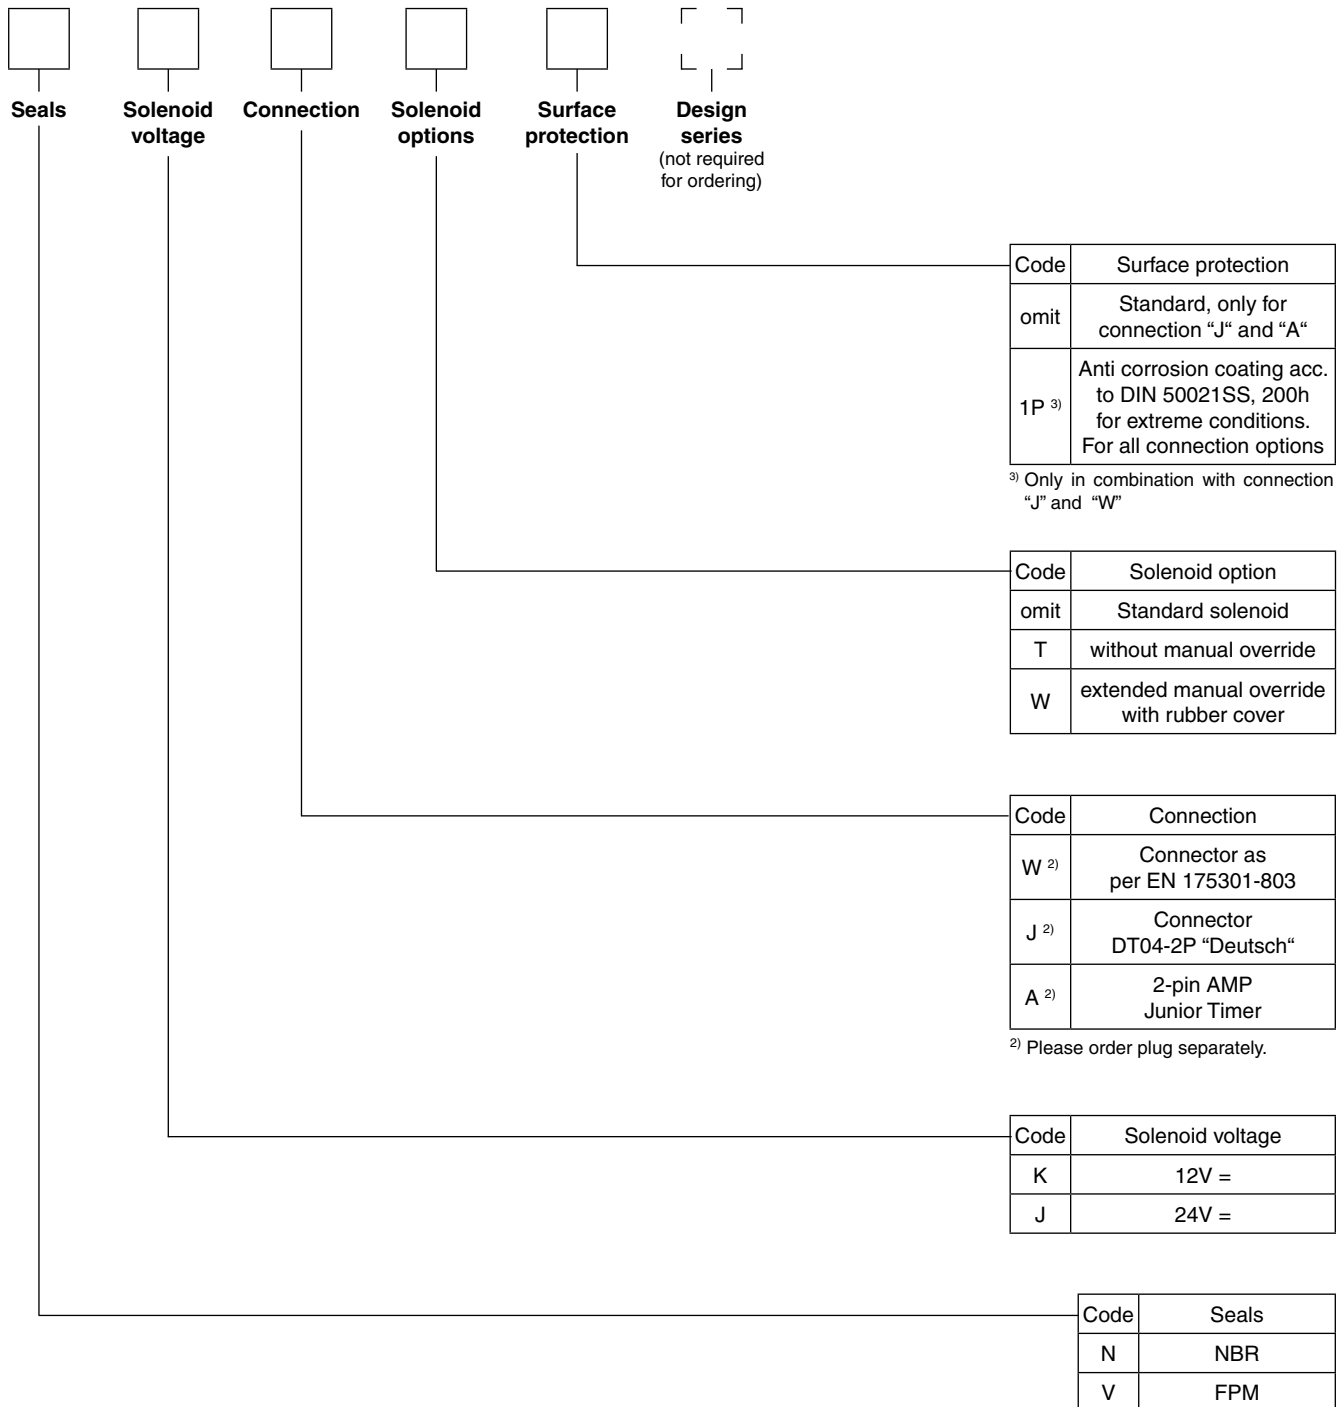 Seals
Solenoid
voltage
Connection
Solenoid
options
Surface
protection
Design
series
(not required
for ordering)
Code Surface protection
omit Standard, only for
connection “J“ and “A“
1P 3) Anti corrosion coating acc.
to DIN 50021SS, 200h
for extreme conditions.
For all connection options
3) Only in combination with connection
“J” and “W”
Code Solenoid option
omit Standard solenoid
T without manual override
W extended manual override
with rubber cover
Code Connection
W 2) Connector as
per EN 175301-803
J 2) Connector
DT04-2P “Deutsch“
A 2) 2-pin AMP
Junior Timer
2) Please order plug separately.
Code Solenoid voltage
K 12V =
J 24V =
Code Seals
N NBR
V FPM